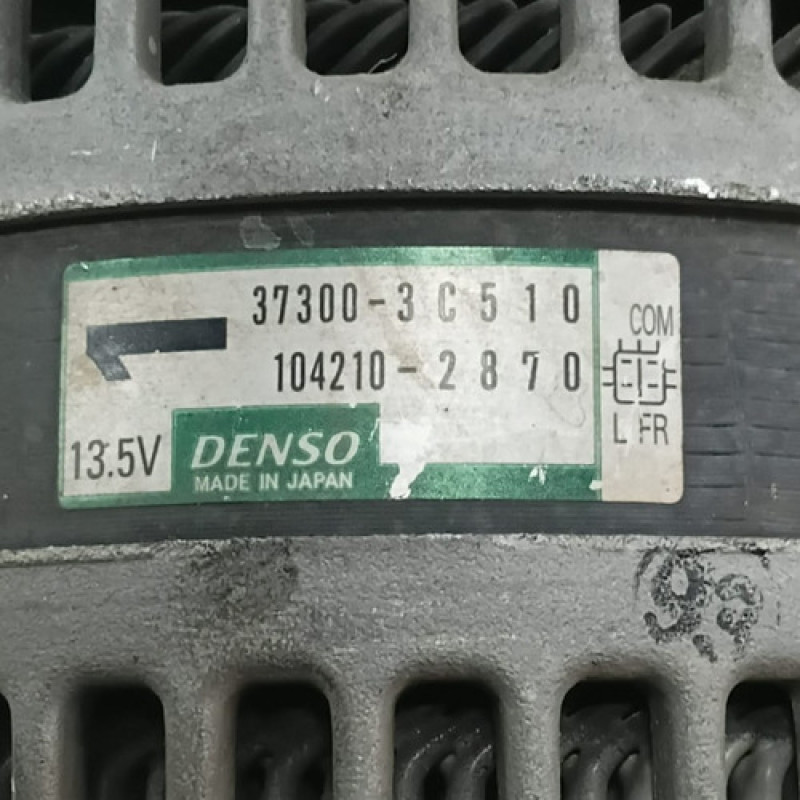 37300-3C510
104210-2870
COM
L FR
13.5V
DENSO
MADE IN JAPAN